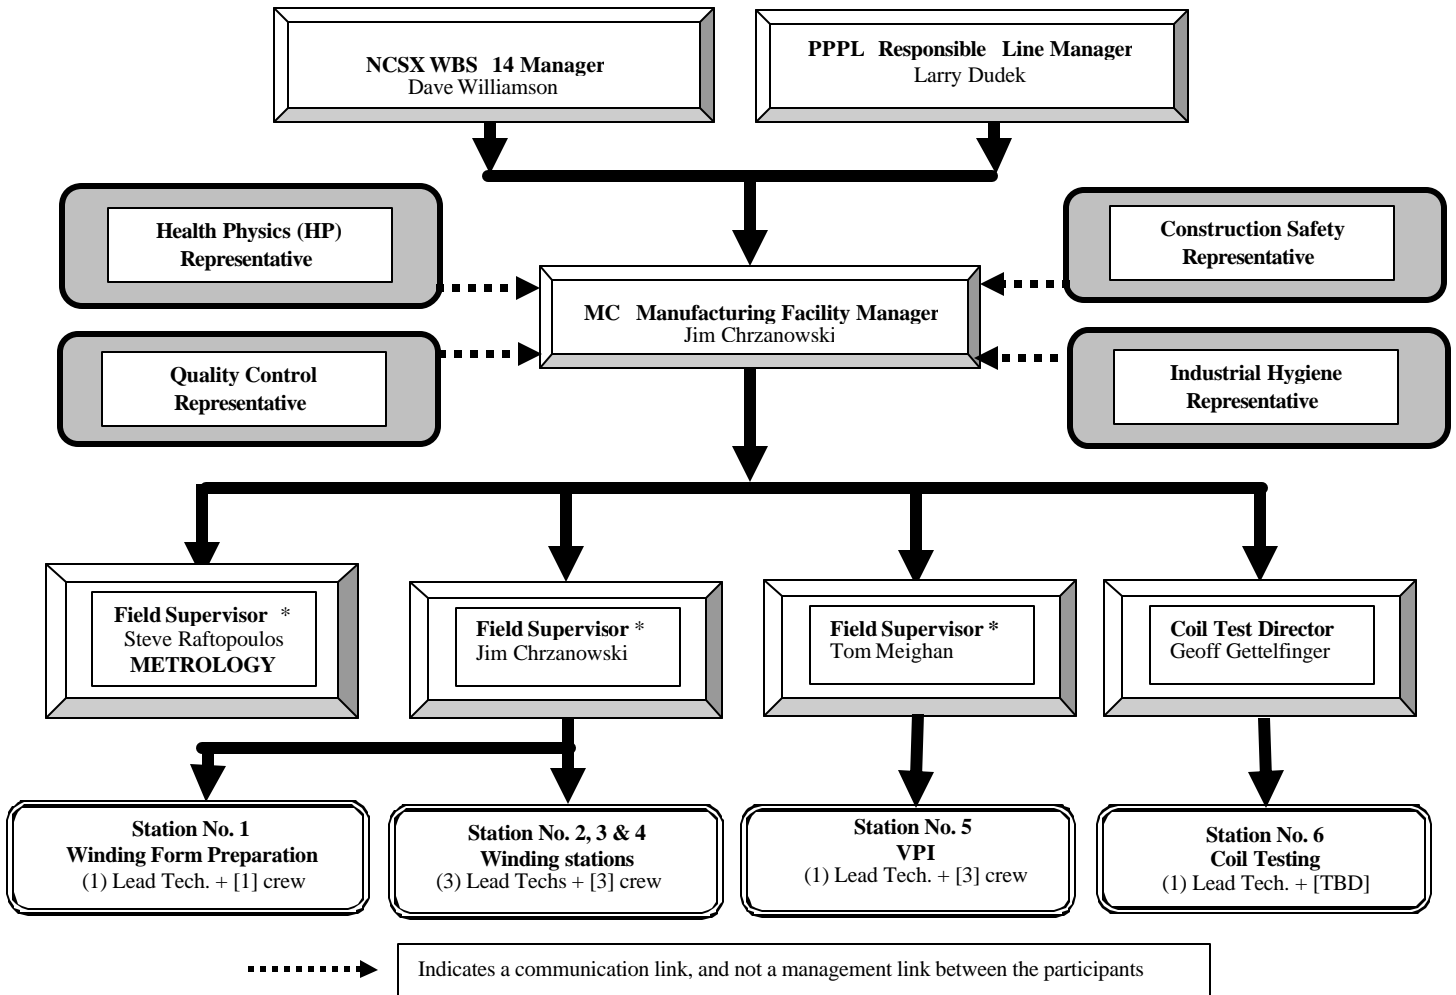 NCSX WBS 14 Manager
Dave Williamson
PPPL Responsible Line Manager
Larry Dudek
Health Physics (HP)
Representative
Construction Safety
Representative
MC Manufacturing Facility Manager
Jim Chrzanowski
Quality Control
Representative
Industrial Hygiene
Representative
Field Supervisor *
Steve Raftopoulos
METROLOGY
Field Supervisor *
Jim Chrzanowski
Field Supervisor *
Tom Meighan
Coil Test Director
Geoff Gettelfinger
Station No. 1
Winding Form Preparation
(1) Lead Tech. + [1] crew
Station No. 2, 3 & 4
Winding stations
(3) Lead Techs + [3] crew
Station No. 5
VPI
(1) Lead Tech. + [3] crew
Station No. 6
Coil Testing
(1) Lead Tech. + [TBD]
Indicates a communication link, and not a management link between the participants